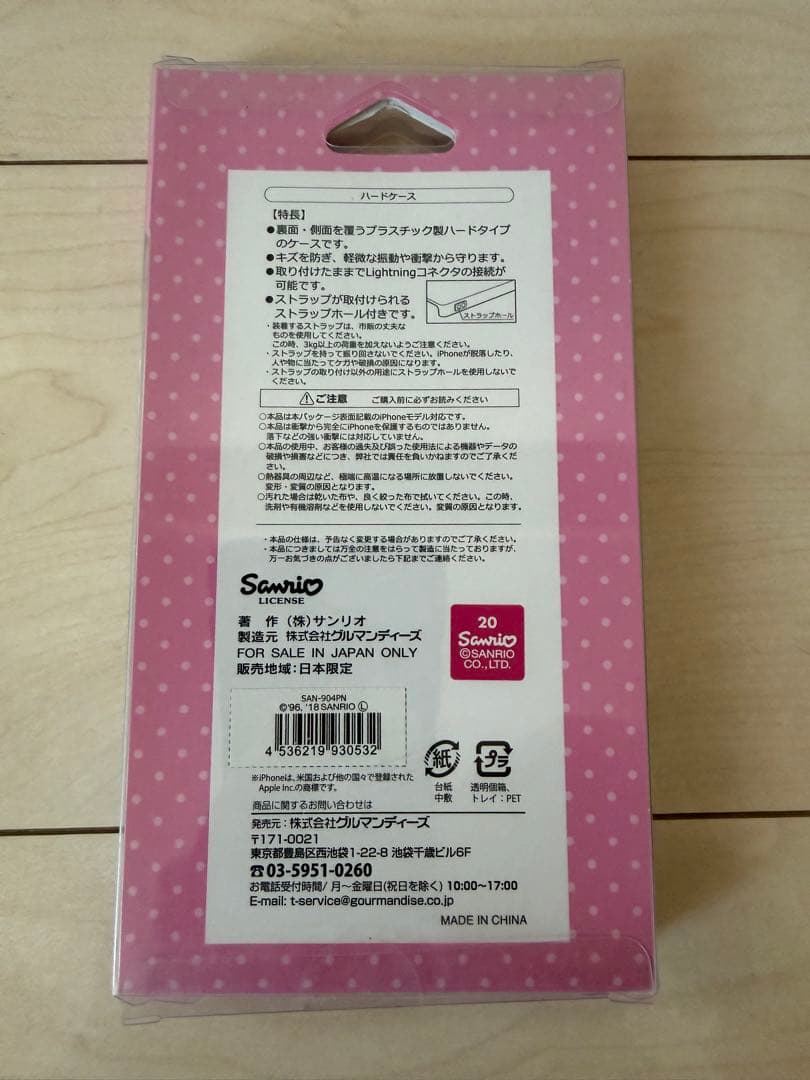 ハードケース
【特長】
●裏面・側面を覆うプラスチック製ハードタイプ
のケースです。
●キズを防ぎ、軽微な振動や衝撃から守ります。
●取り付けたままでLightningコネクタの接続が
可能です。
●ストラップが取付けられる
ストラップホール付きです。
ストラップホール
・装着するストラップは、市販の丈夫な
ものを使用してください。
この時、3kg以上の荷重を加えないようご注意ください。
・ストラップを持って振り回さないでください。iPhoneが脱落したり、
人や物に当たってケガや破損の原因になります。
・ストラップの取り付け以外の用途にストラップホールを使用しないで
ください。
⚠ご注意 ご購入前に必ずお読みください
○本品は本パッケージ表面記載のiPhoneモデル対応です。
○本品は衝撃から完全にiPhoneを保護するものではありません。
落下などの強い衝撃には対応していません。
○本品の使用中、お客様の過失及び誤った使用法による機器やデータの
破損や損害などにつき、弊社では責任を負いかねますのでご了承くだ
さい。
○熱器具の周辺など、極端に高温になる場所に放置しないでください。
変形・変質の原因となります。
○汚れた場合は乾いた布や、良く絞った布で拭いてください。この時、
洗剤や有機溶剤などを使用しないでください。変質の原因となります。
・本品の仕様は、予告なく変更する場合がありますのでご了承ください。
・本品につきましては万全の注意をはらって製造に当たっておりますが、
万一お気づきの点がございましたら下記までご連絡ください。
Sanrio
LICENSE
著 作 (株)サンリオ
製造元 株式会社グルマンディーズ
FOR SALE IN JAPAN ONLY
販売地域:日本限定
20
Sanrio
©SANRIO
CO.,LTD.
SAN-904PN
©'96, '18 SANRIO Ⓛ
4 536219 930532
紙
台紙
中敷
プラ
透明個箱、
トレイ:PET
※iPhoneは、米国および他の国々で登録された
Apple Inc.の商標です。
商品に関するお問い合わせは
発売元:株式会社グルマンディーズ
〒171-0021
東京都豊島区西池袋1-22-8 池袋千歳ビル6F
☎03-5951-0260
お電話受付時間/月～金曜日(祝日を除く) 10:00～17:00
E-mail: t-service@gourmandise.co.jp
MADE IN CHINA